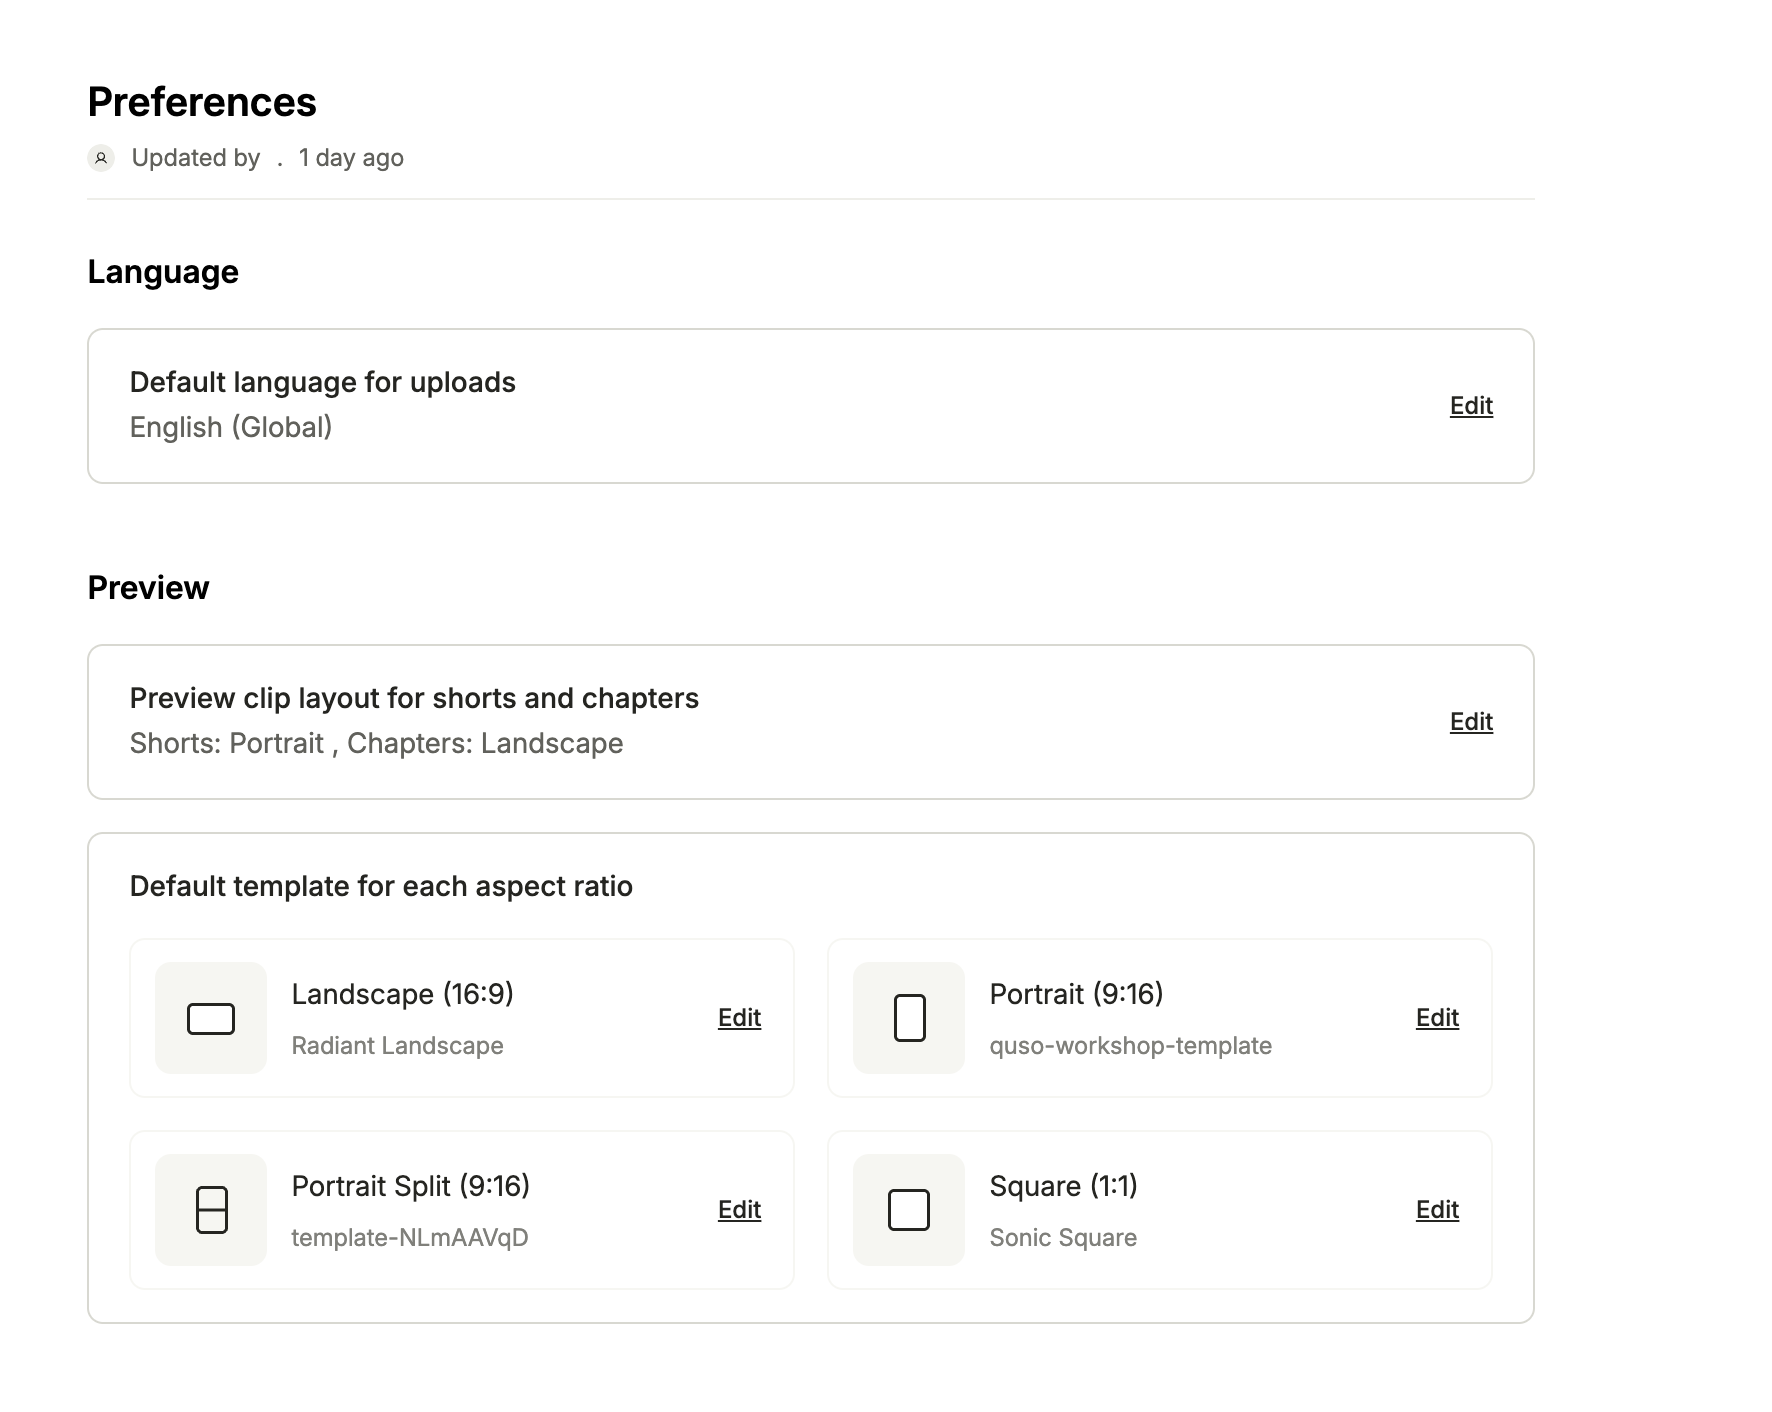 Preferences
Updated by . 1 day ago
Language
Default language for uploads
English (Global)
Edit
Preview
Preview clip layout for shorts and chapters
Shorts: Portrait , Chapters: Landscape
Edit
Default template for each aspect ratio
Landscape (16:9)
Radiant Landscape
Edit
Portrait (9:16)
quso-workshop-template
Edit
Portrait Split (9:16)
template-NLmAAVqD
Edit
Square (1:1)
Sonic Square
Edit